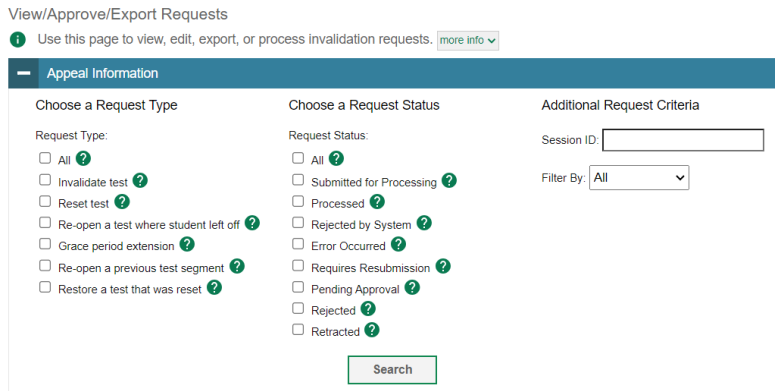 View/Approve/Export Requests
i Use this page to view, edit, export, or process invalidation requests. more info
Appeal Information
Choose a Request Type
Request Type:
All ?
Invalidate test ?
Reset test ?
Re-open a test where student left off ?
Grace period extension ?
Re-open a previous test segment ?
Restore a test that was reset ?
Choose a Request Status
Request Status:
All ?
Submitted for Processing ?
Processed ?
Rejected by System ?
Error Occurred ?
Requires Resubmission ?
Pending Approval ?
Rejected ?
Retracted ?
Additional Request Criteria
Session ID:
Filter By: All
Search